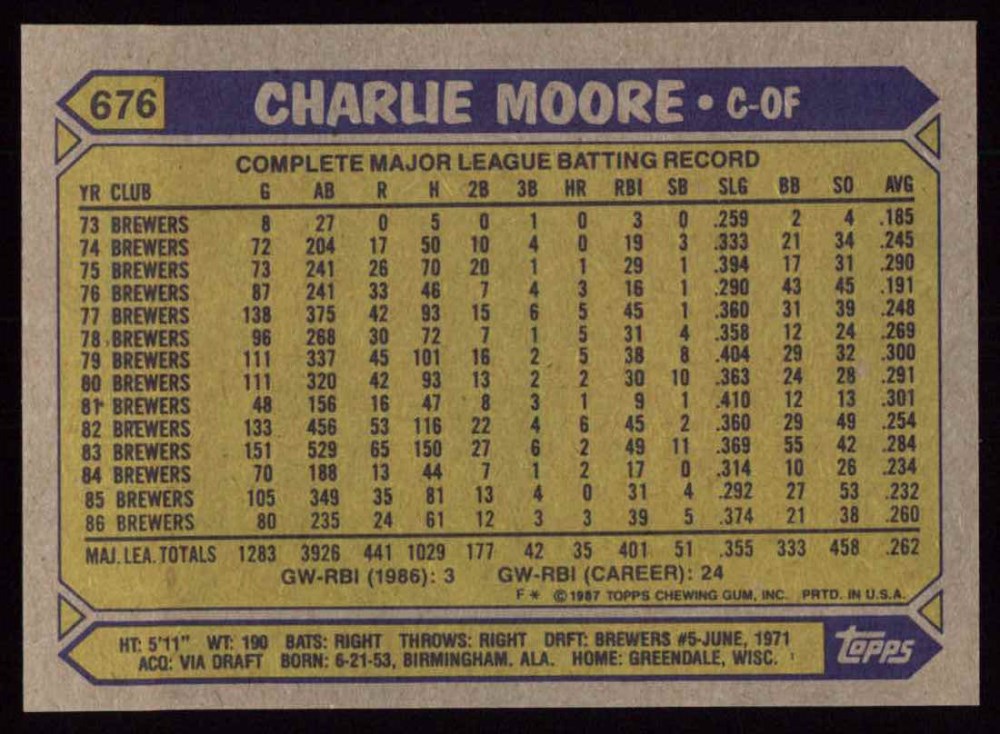 676 CHARLIE MOORE • C-OF
COMPLETE MAJOR LEAGUE BATTING RECORD
YR CLUB G AB R H 2B 3B HR RBI SB SLG BB SO AVG
73 BREWERS 8 27 0 5 0 1 0 3 0 .259 2 4 .185
74 BREWERS 72 204 17 50 10 4 0 19 3 .333 21 34 .245
75 BREWERS 73 241 26 70 20 1 1 29 1 .394 17 31 .290
76 BREWERS 87 241 33 46 7 4 3 16 1 .290 43 45 .191
77 BREWERS 138 375 42 93 15 6 5 45 1 .360 31 39 .248
78 BREWERS 96 268 30 72 7 1 5 31 4 .358 12 24 .269
79 BREWERS 111 337 45 101 16 2 5 38 8 .404 29 32 .300
80 BREWERS 111 320 42 93 13 2 2 30 10 .363 24 28 .291
81 BREWERS 48 156 16 47 8 3 1 9 1 .410 12 13 .301
82 BREWERS 133 456 53 116 22 4 6 45 2 .360 29 49 .254
83 BREWERS 151 529 65 150 27 6 2 49 11 .369 55 42 .284
84 BREWERS 70 188 13 44 7 1 2 17 0 .314 10 26 .234
85 BREWERS 105 349 35 81 13 4 0 31 4 .292 27 53 .232
86 BREWERS 80 235 24 61 12 3 3 39 5 .374 21 38 .260
MAJ. LEA. TOTALS 1283 3926 441 1029 177 42 35 401 51 .355 333 458 .262
GW-RBI (1986): 3 GW-RBI (CAREER): 24
F * © 1987 TOPPS CHEWING GUM, INC. PRTD. IN U.S.A.
HT: 5'11" WT: 190 BATS: RIGHT THROWS: RIGHT DRFT: BREWERS #5-JUNE, 1971
ACQ: VIA DRAFT BORN: 6-21-53, BIRMINGHAM, ALA. HOME: GREENDALE, WISC.
Topps